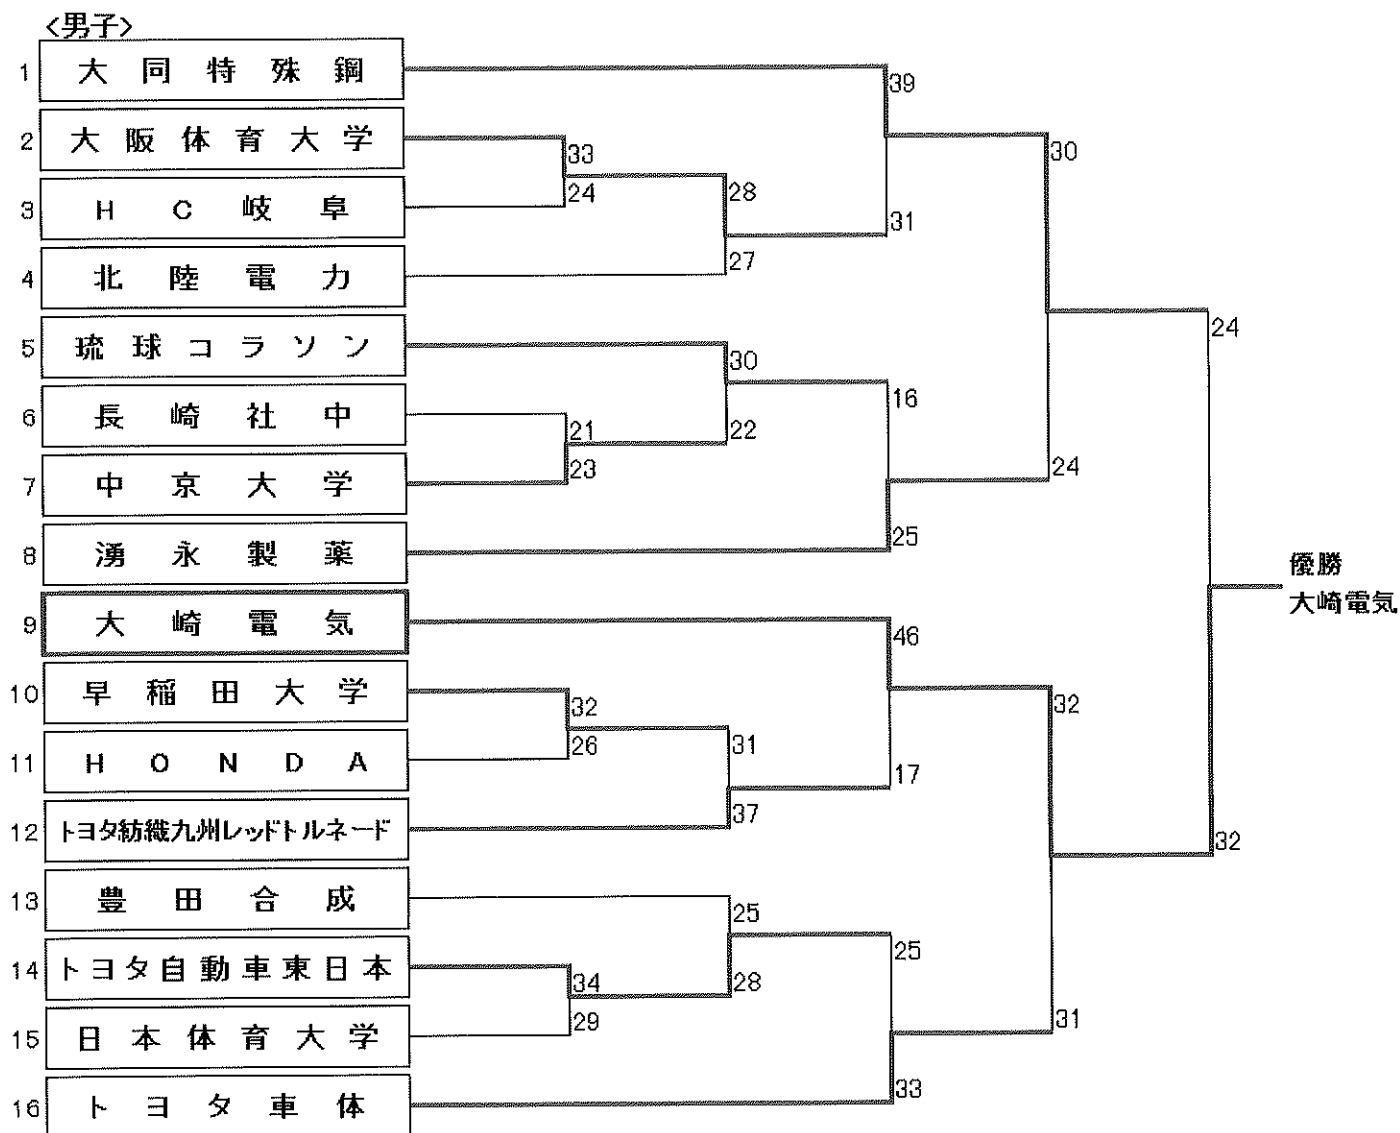 <男子>
1 大同特殊鋼
39
2 大阪体育大学
33
30
3 HC岐阜
24
28
31
4 北陸電力
27
5 琉球コラソン
30
24
6 長崎社中
21
22
16
7 中京大学
23
24
8 湧永製薬
25
優勝
大崎電気
9 大崎電気
46
10 早稲田大学
32
32
11 HONDA
26
31
17
12 トヨタ紡織九州レッドトルネード
37
32
13 豊田合成
25
14 トヨタ自動車東日本
34
28
25
15 日本体育大学
29
31
16 トヨタ車体
33